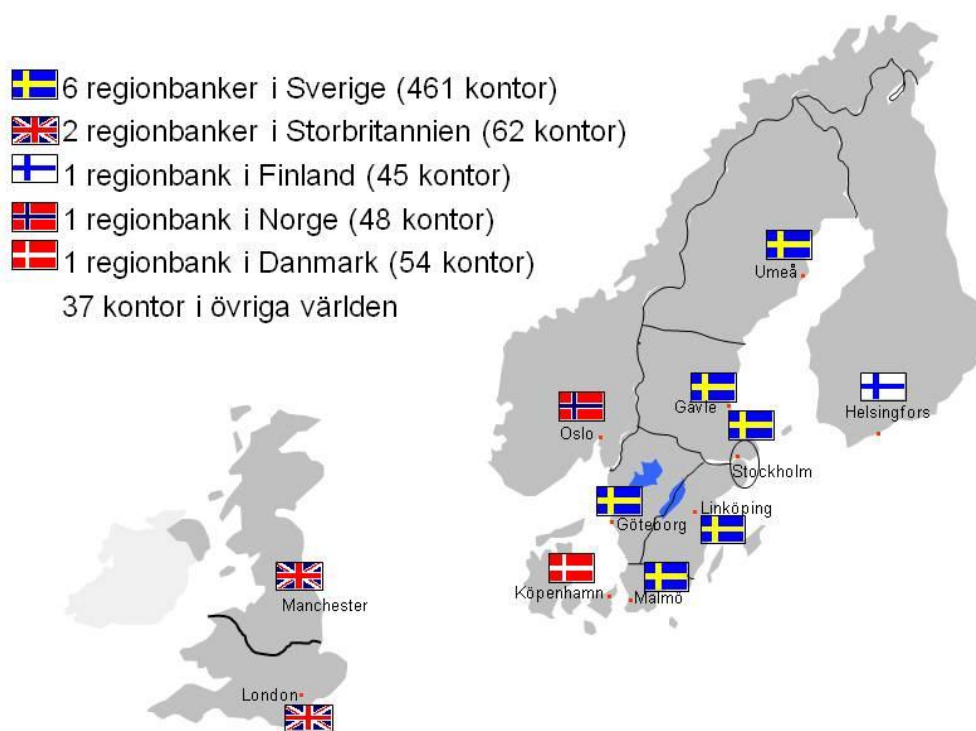 6 regionbanker i Sverige (461 kontor)
2 regionbanker i Storbritannien (62 kontor)
1 regionbank i Finland (45 kontor)
1 regionbank i Norge (48 kontor)
1 regionbank i Danmark (54 kontor)
37 kontor i övriga världen
Umeå
Gävle
Helsingfors
Oslo
Stockholm
Linköping
Göteborg
Köpenhamn
Malmö
Manchester
London